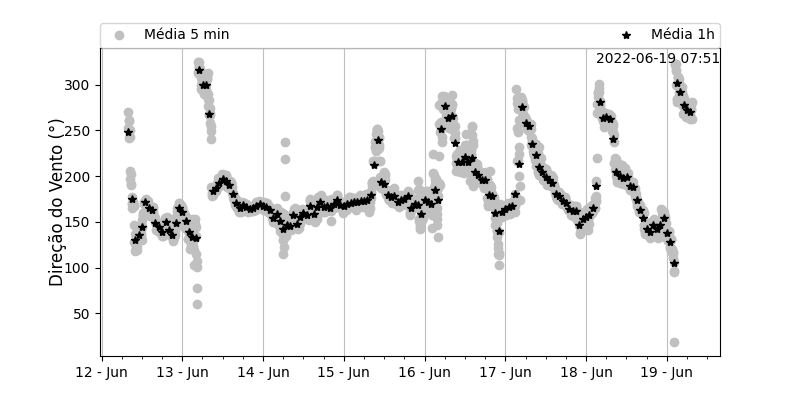 Média 5 min
Média 1h
2022-06-19 07:51
Direção do Vento (°)
300
250
200
150
100
50
12 - Jun
13 - Jun
14 - Jun
15 - Jun
16 - Jun
17 - Jun
18 - Jun
19 - Jun